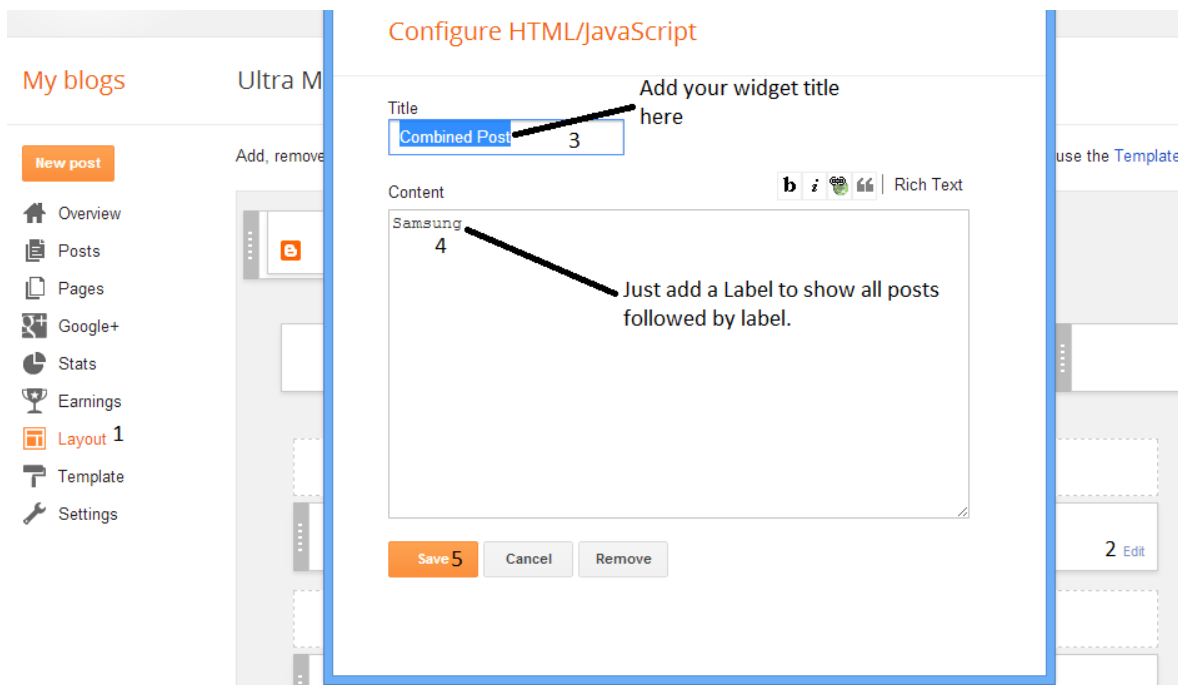 Configure HTML/JavaScript
My blogs
Ultra M
Add your widget title
here
Title
Combined Post
3
New post
Add, remove
use the Template
Content
b i Rich Text
Overview
Posts
Pages
Google+
Stats
Earnings
Layout 1
Template
Settings
Samsung
4
Just add a Label to show all posts
followed by label.
Save 5
Cancel
Remove
2 Edit